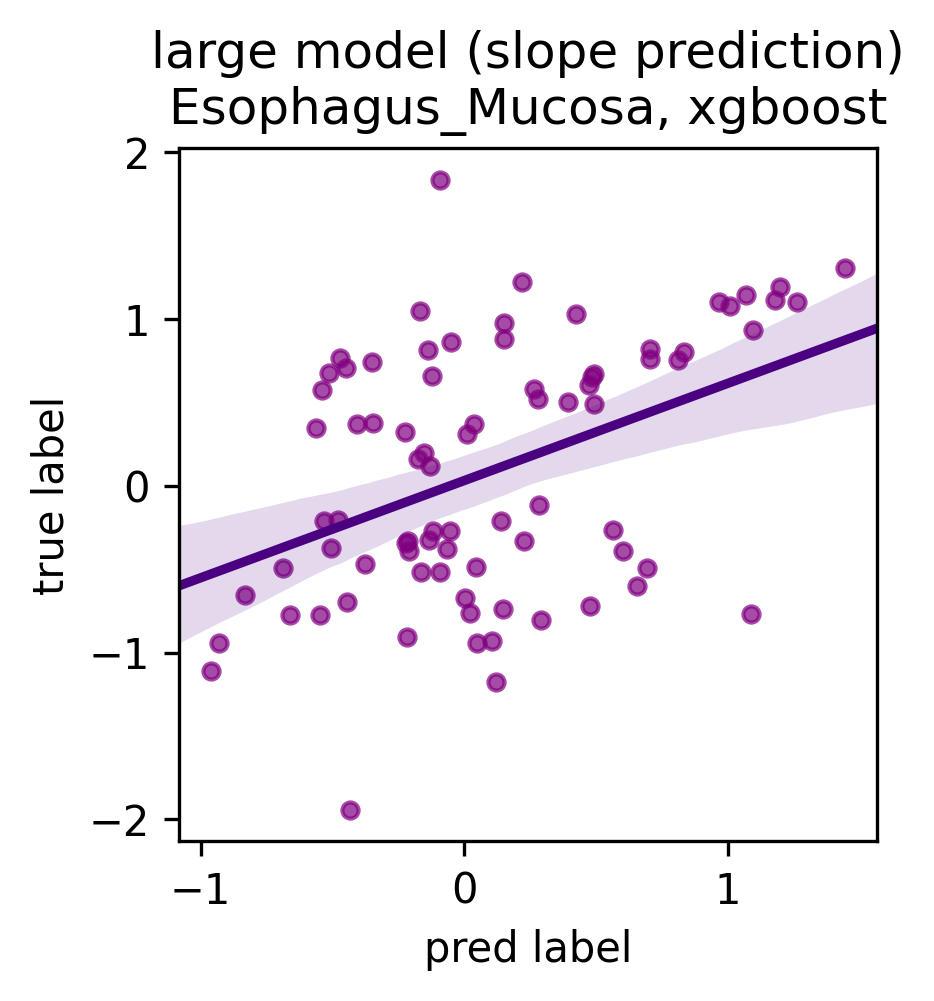 large model (slope prediction)
Esophagus_Mucosa, xgboost
2
1
0
−1
−2
true label
−1
0
1
pred label